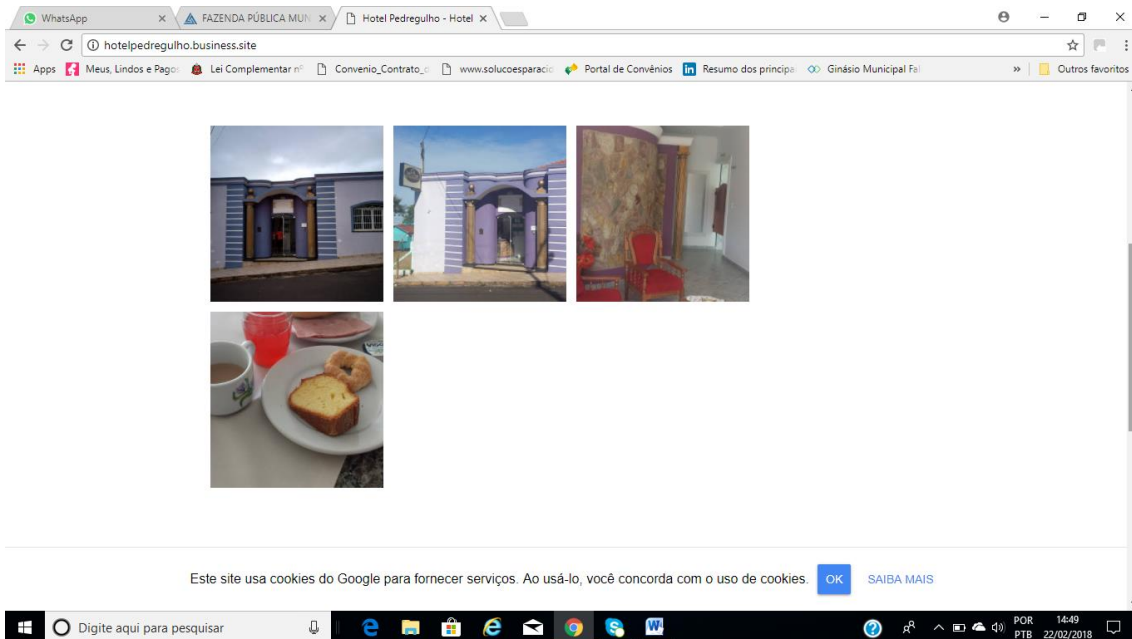 WhatsApp
FAZENDA PÚBLICA MUN
Hotel Pedregulho - Hotel
hotelpedregulho.business.site
Apps
Meus, Lindos e Pagos
Lei Complementar nº
Convenio_Contrato_
www.solucoesparacio
Portal de Convênios
Resumo dos principai
Ginásio Municipal Fal
»
Outros favoritos
Este site usa cookies do Google para fornecer serviços. Ao usá-lo, você concorda com o uso de cookies.
OK
SAIBA MAIS
Digite aqui para pesquisar
POR
PTB
14:49
22/02/2018